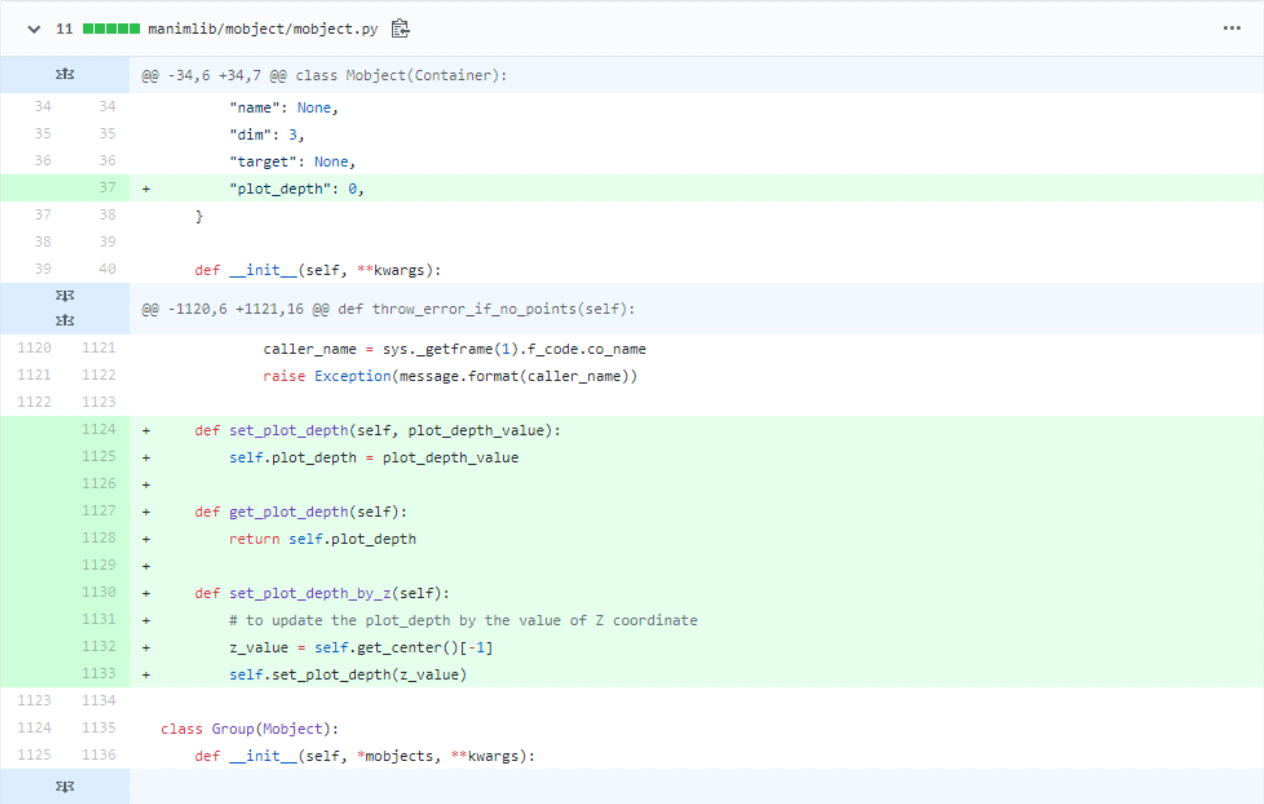 11 manimlib/mobject/mobject.py
@@ -34,6 +34,7 @@ class Mobject(Container):
34 34 "name": None,
35 35 "dim": 3,
36 36 "target": None,
37 + "plot_depth": 0,
37 38 }
38 39
39 40 def __init__(self, **kwargs):
@@ -1120,6 +1121,16 @@ def throw_error_if_no_points(self):
1120 1121 caller_name = sys._getframe(1).f_code.co_name
1121 1122 raise Exception(message.format(caller_name))
1122 1123
1124 + def set_plot_depth(self, plot_depth_value):
1125 + self.plot_depth = plot_depth_value
1126 +
1127 + def get_plot_depth(self):
1128 + return self.plot_depth
1129 +
1130 + def set_plot_depth_by_z(self):
1131 + # to update the plot_depth by the value of Z coordinate
1132 + z_value = self.get_center()[-1]
1133 + self.set_plot_depth(z_value)
1123 1134
1124 1135 class Group(Mobject):
1125 1136 def __init__(self, *mobjects, **kwargs):